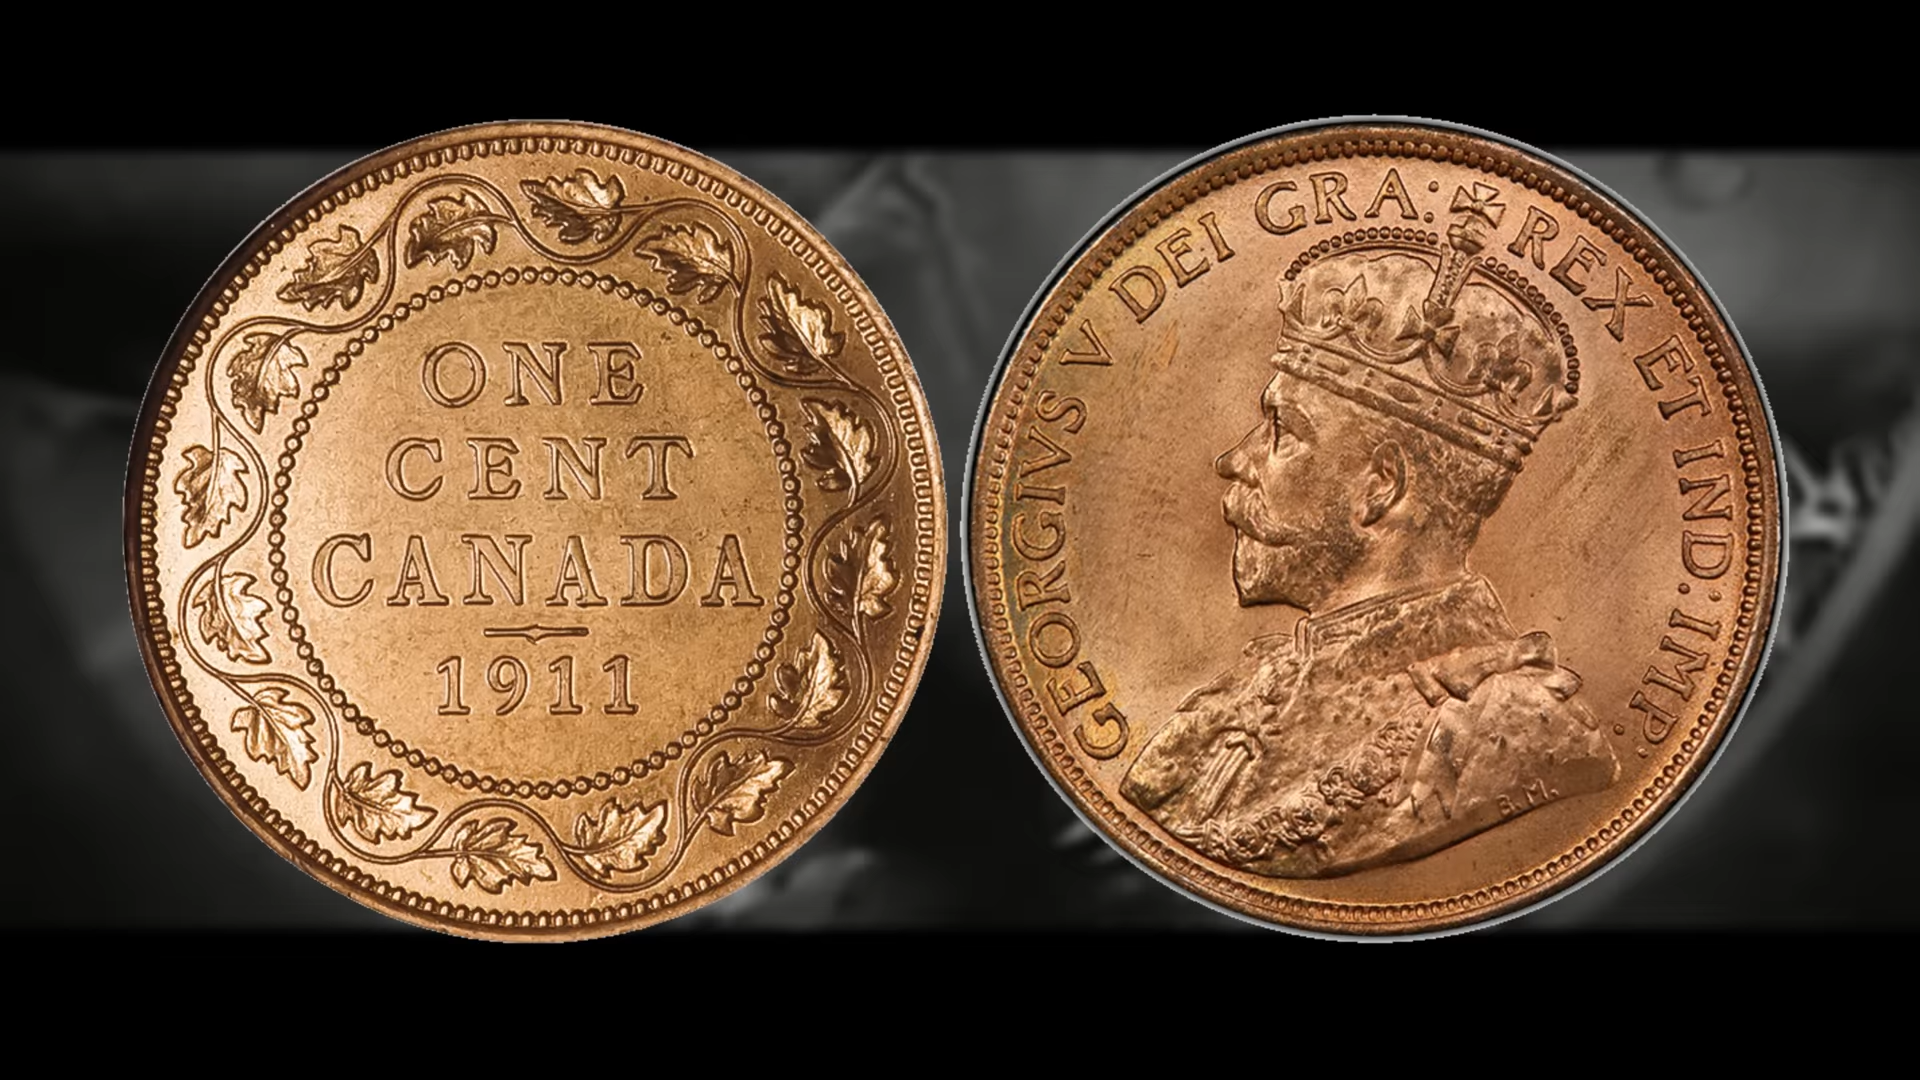 ONE
CENT
CANADA
1911
GEORGIVS V DEI GRA: REX ET IND: IMP:
B.M.